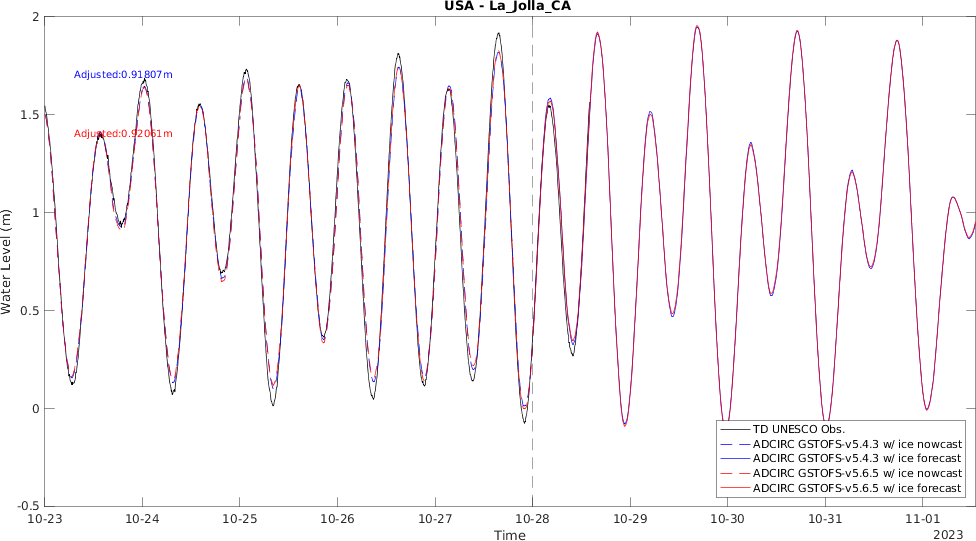 USA - La_Jolla_CA
2
1.5
1
0.5
0
-0.5
Water Level (m)
Adjusted:0.91807m
Adjusted:0.92061m
TD UNESCO Obs.
ADCIRC GSTOFS-v5.4.3 w/ ice nowcast
ADCIRC GSTOFS-v5.4.3 w/ ice forecast
ADCIRC GSTOFS-v5.6.5 w/ ice nowcast
ADCIRC GSTOFS-v5.6.5 w/ ice forecast
10-23 10-24 10-25 10-26 10-27 10-28 10-29 10-30 10-31 11-01
Time
2023